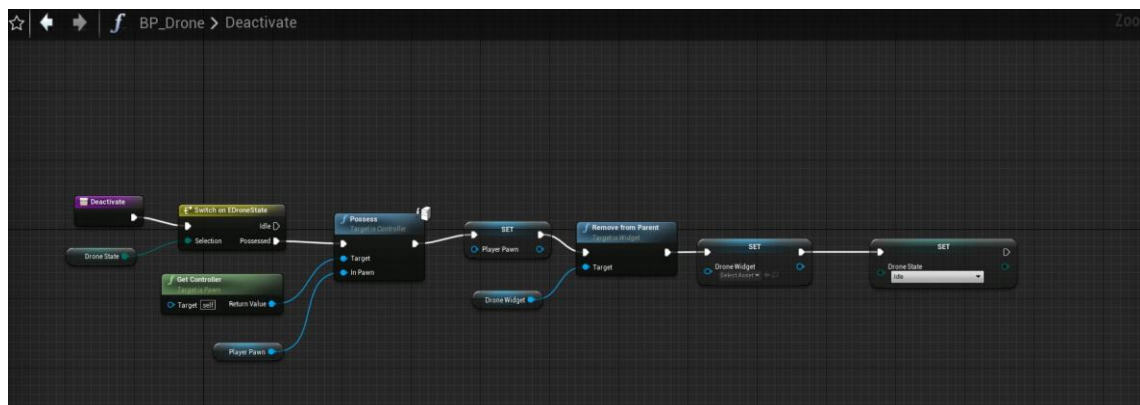 BP_Drone > Deactivate
Zoo
Deactivate
Switch on EDroneState
Idle
Selection
Possessed
Drone State
Get Controller
Target is Pawn
Target self
Return Value
Player Pawn
Possess
Target is Controller
Target
In Pawn
SET
Player Pawn
Remove from Parent
Target is Widget
Target
Drone Widget
SET
Drone Widget
Select Asset
SET
Drone State
Idle